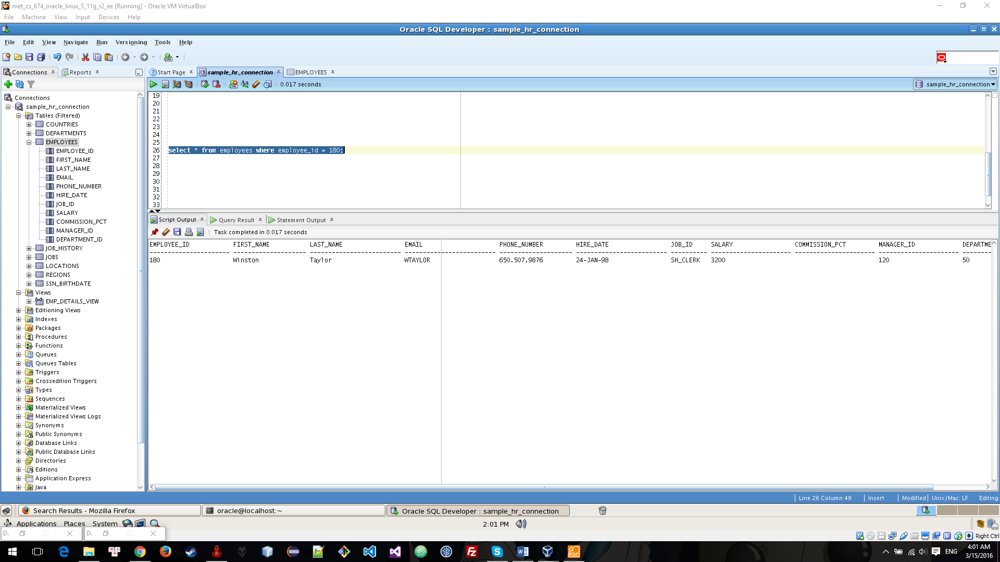 met_cs_674_oracle_linux_5_11g_r2_ee [Running] - Oracle VM VirtualBox
File Machine View Input Devices Help
Oracle SQL Developer : sample_hr_connection
File Edit View Navigate Run Versioning Tools Help
Connections Reports
Start Page sample_hr_connection EMPLOYEES
0.017 seconds
sample_hr_connection
Connections
sample_hr_connection
Tables (Filtered)
COUNTRIES
DEPARTMENTS
EMPLOYEES
EMPLOYEE_ID
FIRST_NAME
LAST_NAME
EMAIL
PHONE_NUMBER
HIRE_DATE
JOB_ID
SALARY
COMMISSION_PCT
MANAGER_ID
DEPARTMENT_ID
JOB_HISTORY
JOBS
LOCATIONS
REGIONS
SSN_BIRTHDATE
Views
EMP_DETAILS_VIEW
Editioning Views
Indexes
Packages
Procedures
Functions
Queues
Queues Tables
Triggers
Crossedition Triggers
Types
Sequences
Materialized Views
Materialized Views Logs
Synonyms
Public Synonyms
Database Links
Public Database Links
Directories
Editions
Application Express
Java
19
20
21
22
23
24
25
26 select * from employees where employee_id = 180;
27
28
29
30
31
32
33
Script Output Query Result Statement Output
Task completed in 0.017 seconds
EMPLOYEE_ID FIRST_NAME LAST_NAME EMAIL PHONE_NUMBER HIRE_DATE JOB_ID SALARY COMMISSION_PCT MANAGER_ID DEPARTME
180 Winston Taylor WTAYLOR 650.507.9876 24-JAN-98 SH_CLERK 3200 120 50
Line 26 Column 49 Insert Modified Unix/Mac: LF Editing
Search Results - Mozilla Firefox oracle@localhost:~ Oracle SQL Developer : sample_hr_connection
Applications Places System 2:01 PM
D. D.
Right Ctrl
ENG 4:01 AM
3/15/2016